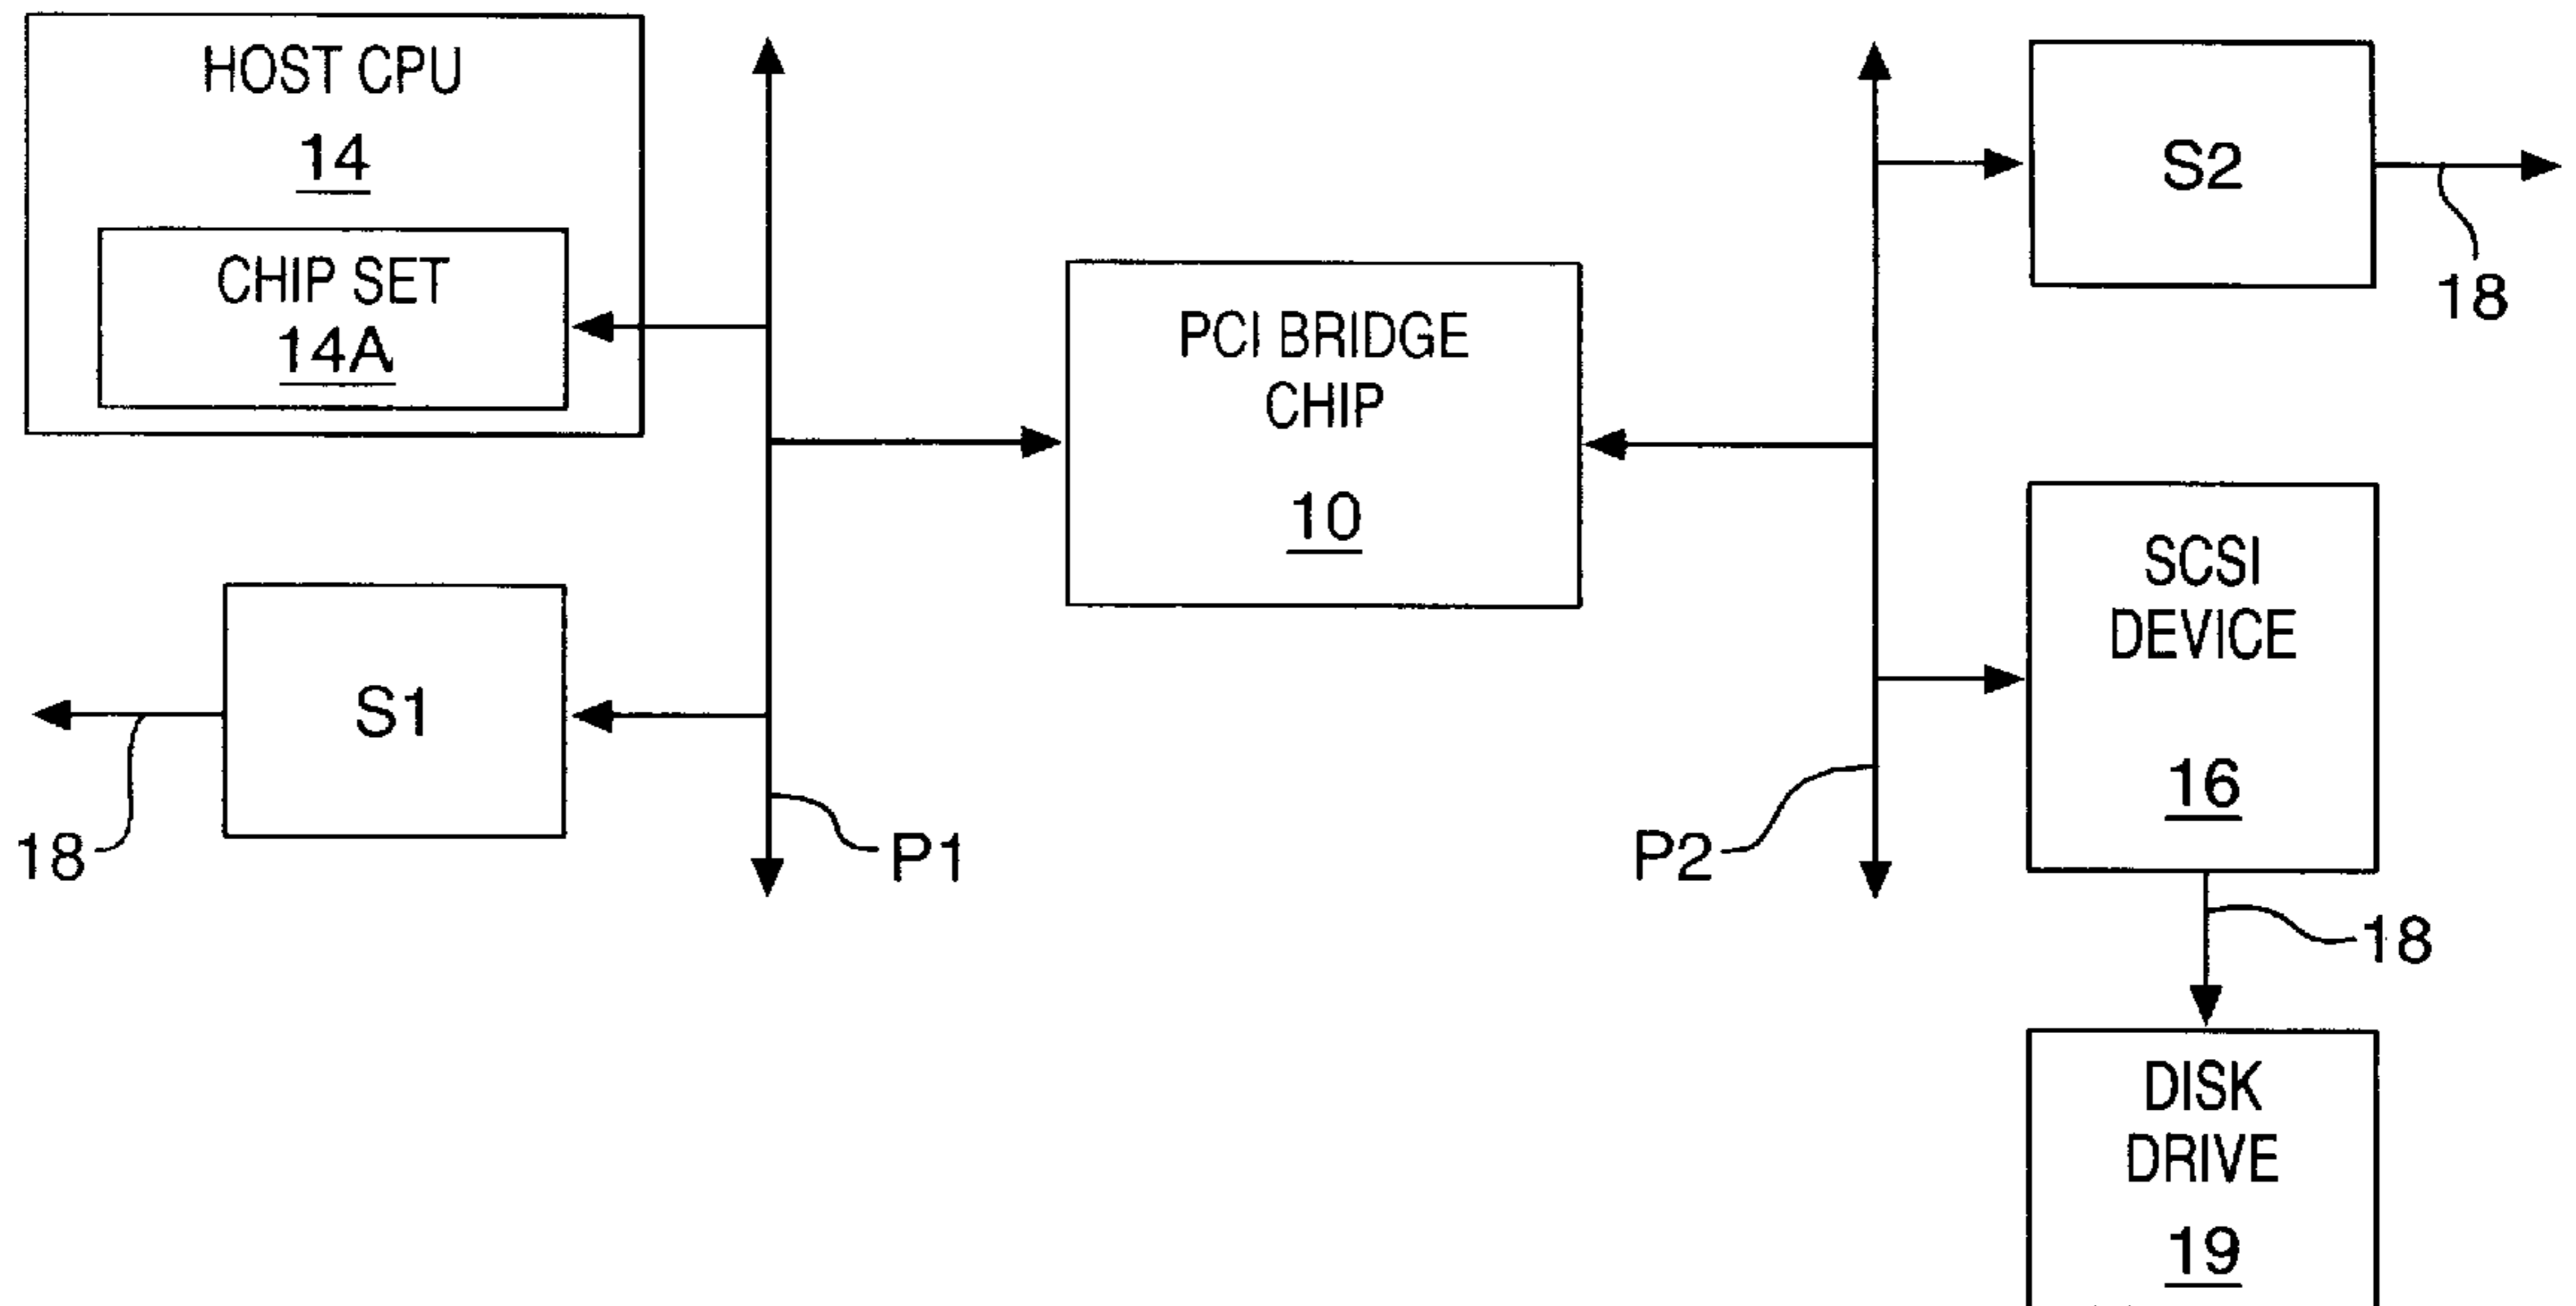 HOST CPU
14
CHIP SET
14A
S1
18
P1
PCI BRIDGE
CHIP
10
P2
S2
18
SCSI
DEVICE
16
18
DISK
DRIVE
19